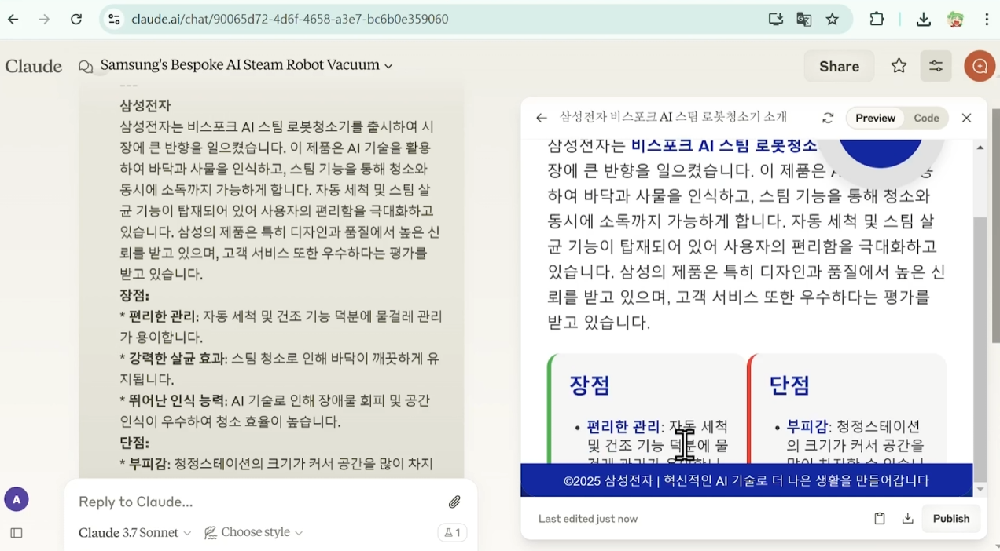 claude.ai/chat/90065d72-4d6f-4658-a3e7-bc6b0e359060
Claude
Samsung's Bespoke AI Steam Robot Vacuum
Share
---
삼성전자
삼성전자는 비스포크 AI 스팀 로봇청소기를 출시하여 시
장에 큰 반향을 일으켰습니다. 이 제품은 AI 기술을 활용
하여 바닥과 사물을 인식하고, 스팀 기능을 통해 청소와
동시에 소독까지 가능하게 합니다. 자동 세척 및 스팀 살
균 기능이 탑재되어 있어 사용자의 편리함을 극대화하고
있습니다. 삼성의 제품은 특히 디자인과 품질에서 높은 신
뢰를 받고 있으며, 고객 서비스 또한 우수하다는 평가를
받고 있습니다.
장점:
* 편리한 관리: 자동 세척 및 건조 기능 덕분에 물걸레 관리
가 용이합니다.
* 강력한 살균 효과: 스팀 청소로 인해 바닥이 깨끗하게 유
지됩니다.
* 뛰어난 인식 능력: AI 기술로 인해 장애물 회피 및 공간
인식이 우수하여 청소 효율이 높습니다.
단점:
* 부피감: 청정스테이션의 크기가 커서 공간을 많이 차지
A
Reply to Claude...
Claude 3.7 Sonnet
Choose style
1
삼성전자 비스포크 AI 스팀 로봇청소기 소개
Preview
Code
삼성전자는 비스포크 AI 스팀 로봇청소
장에 큰 반향을 일으켰습니다. 이 제품은
하여 바닥과 사물을 인식하고, 스팀 기능을 통해 청소와
동시에 소독까지 가능하게 합니다. 자동 세척 및 스팀 살
균 기능이 탑재되어 있어 사용자의 편리함을 극대화하고
있습니다. 삼성의 제품은 특히 디자인과 품질에서 높은 신
뢰를 받고 있으며, 고객 서비스 또한 우수하다는 평가를
받고 있습니다.
장점
편리한 관리: 자동 세척
및 건조 기능 덕분에 물
단점
부피감: 청정스테이션
의 크기가 커서 공간을
©2025 삼성전자 | 혁신적인 AI 기술로 더 나은 생활을 만들어갑니다
Last edited just now
Publish